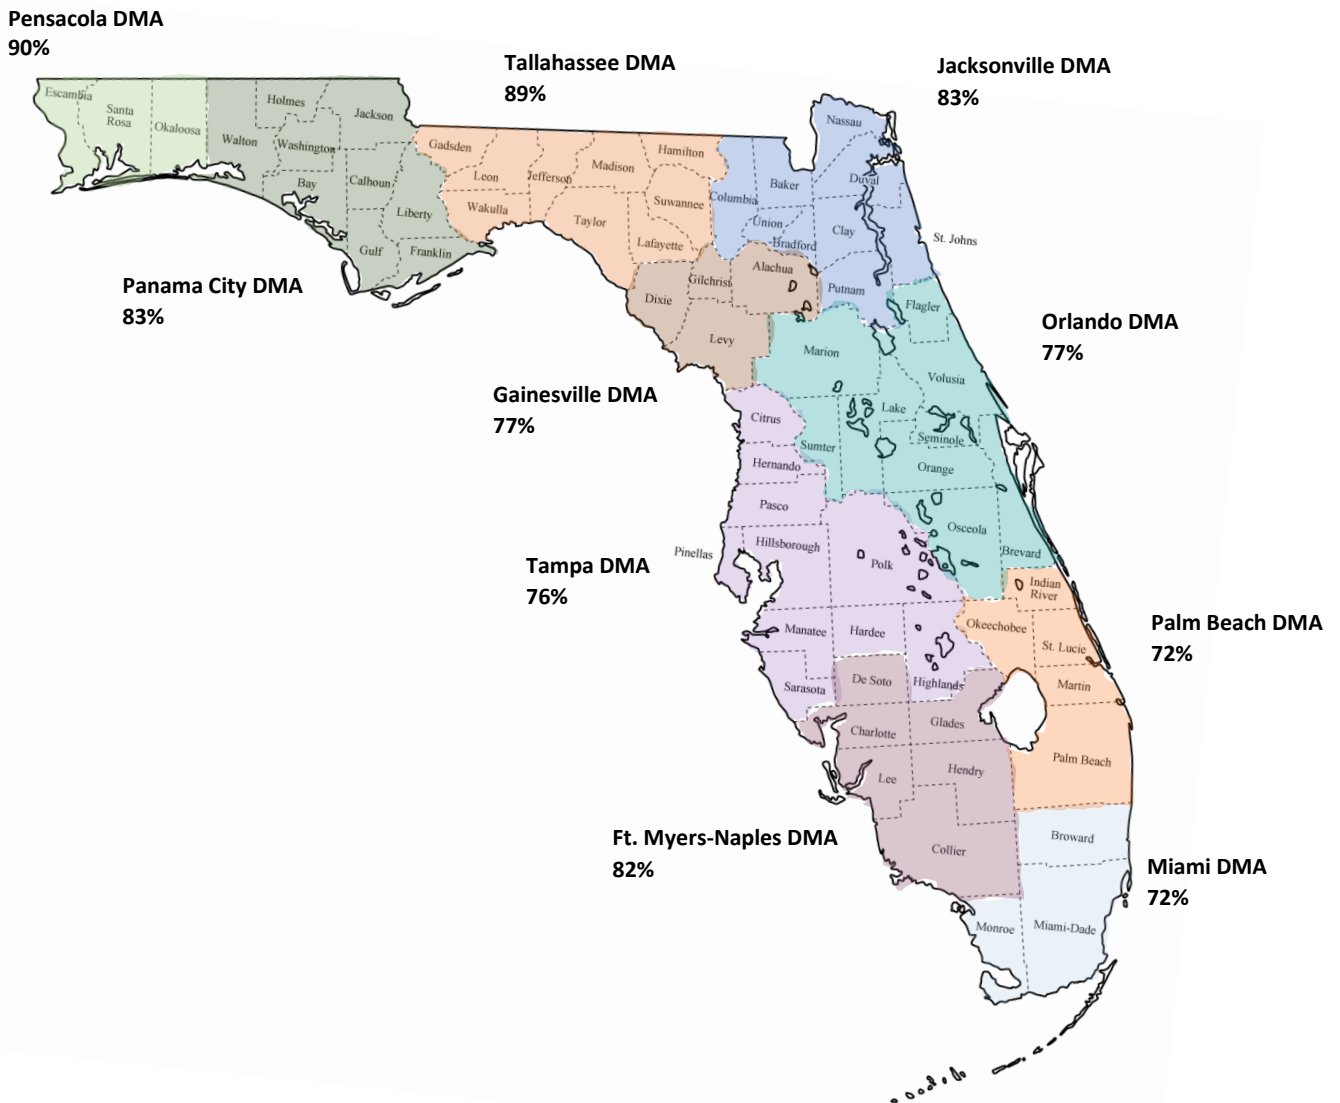 Pensacola DMA
90%
Tallahassee DMA
89%
Jacksonville DMA
83%
Escambia
Santa
Rosa
Okaloosa
Holmes
Jackson
Walton
Washington
Bay
Calhoun
Liberty
Gulf
Franklin
Gadsden
Leon
Jefferson
Madison
Hamilton
Wakulla
Taylor
Suwannee
Lafayette
Nassau
Duval
Baker
Columbia
Union
Bradford
Clay
St. Johns
Putnam
Alachua
Gilchrist
Dixie
Levy
Flagler
Panama City DMA
83%
Orlando DMA
77%
Marion
Volusia
Gainesville DMA
77%
Citrus
Lake
Sumter
Seminole
Hernando
Orange
Pasco
Osceola
Hillsborough
Pinellas
Polk
Brevard
Tampa DMA
76%
Indian
River
Palm Beach DMA
72%
Manatee
Hardee
Okeechobee
St. Lucie
Sarasota
De Soto
Highlands
Martin
Charlotte
Glades
Lee
Hendry
Palm Beach
Ft. Myers-Naples DMA
82%
Collier
Broward
Miami DMA
72%
Monroe
Miami-Dade